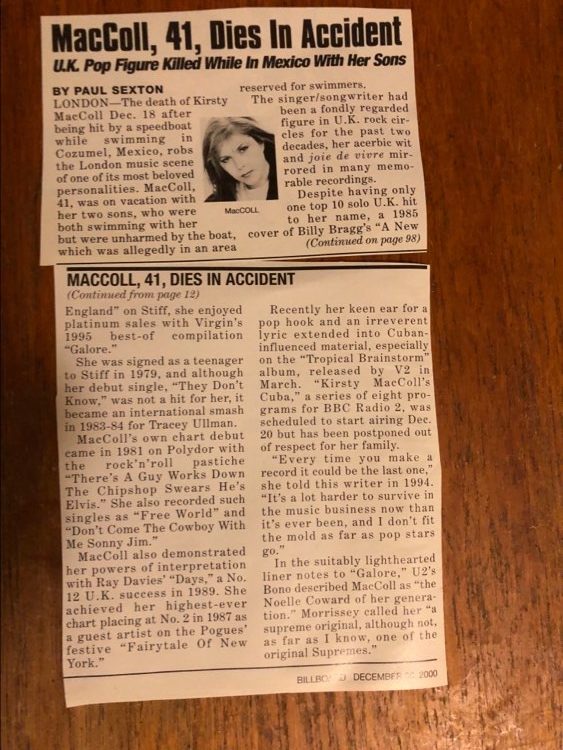 MacColl, 41, Dies In Accident
U.K. Pop Figure Killed While In Mexico With Her Sons
BY PAUL SEXTON
LONDON—The death of Kirsty
MacColl Dec. 18 after
being hit by a speedboat
while swimming in
Cozumel, Mexico, robs
the London music scene
of one of its most beloved
personalities. MacColl,
41, was on vacation with
her two sons, who were
both swimming with her
but were unharmed by the boat,
which was allegedly in an area
MacCOLL
reserved for swimmers.
The singer/songwriter had
been a fondly regarded
figure in U.K. rock cir-
cles for the past two
decades, her acerbic wit
and joie de vivre mir-
rored in many memo-
rable recordings.
Despite having only
one top 10 solo U.K. hit
to her name, a 1985
cover of Billy Bragg's "A New
(Continued on page 98)
MACCOLL, 41, DIES IN ACCIDENT
(Continued from page 12)
England" on Stiff, she enjoyed
platinum sales with Virgin's
1995 best-of compilation
"Galore."
She was signed as a teenager
to Stiff in 1979, and although
her debut single, "They Don't
Know," was not a hit for her, it
became an international smash
in 1983-84 for Tracey Ullman.
MacColl's own chart debut
came in 1981 on Polydor with
the rock'n'roll pastiche
"There's A Guy Works Down
The Chipshop Swears He's
Elvis." She also recorded such
singles as "Free World" and
"Don't Come The Cowboy With
Me Sonny Jim."
MacColl also demonstrated
her powers of interpretation
with Ray Davies' "Days," a No.
12 U.K. success in 1989. She
achieved her highest-ever
chart placing at No. 2 in 1987 as
a guest artist on the Pogues'
festive "Fairytale Of New
York."
Recently her keen ear for a
pop hook and an irreverent
lyric extended into Cuban-
influenced material, especially
on the "Tropical Brainstorm"
album, released by V2 in
March. "Kirsty MacColl's
Cuba," a series of eight pro-
grams for BBC Radio 2, was
scheduled to start airing Dec.
20 but has been postponed out
of respect for her family.
"Every time you make a
record it could be the last one,"
she told this writer in 1994.
"It's a lot harder to survive in
the music business now than
it's ever been, and I don't fit
the mold as far as pop stars
go."
In the suitably lighthearted
liner notes to "Galore," U2's
Bono described MacColl as "the
Noelle Coward of her genera-
tion." Morrissey called her "a
supreme original, although not,
as far as I know, one of the
original Supremes."
DECEMBER 2000